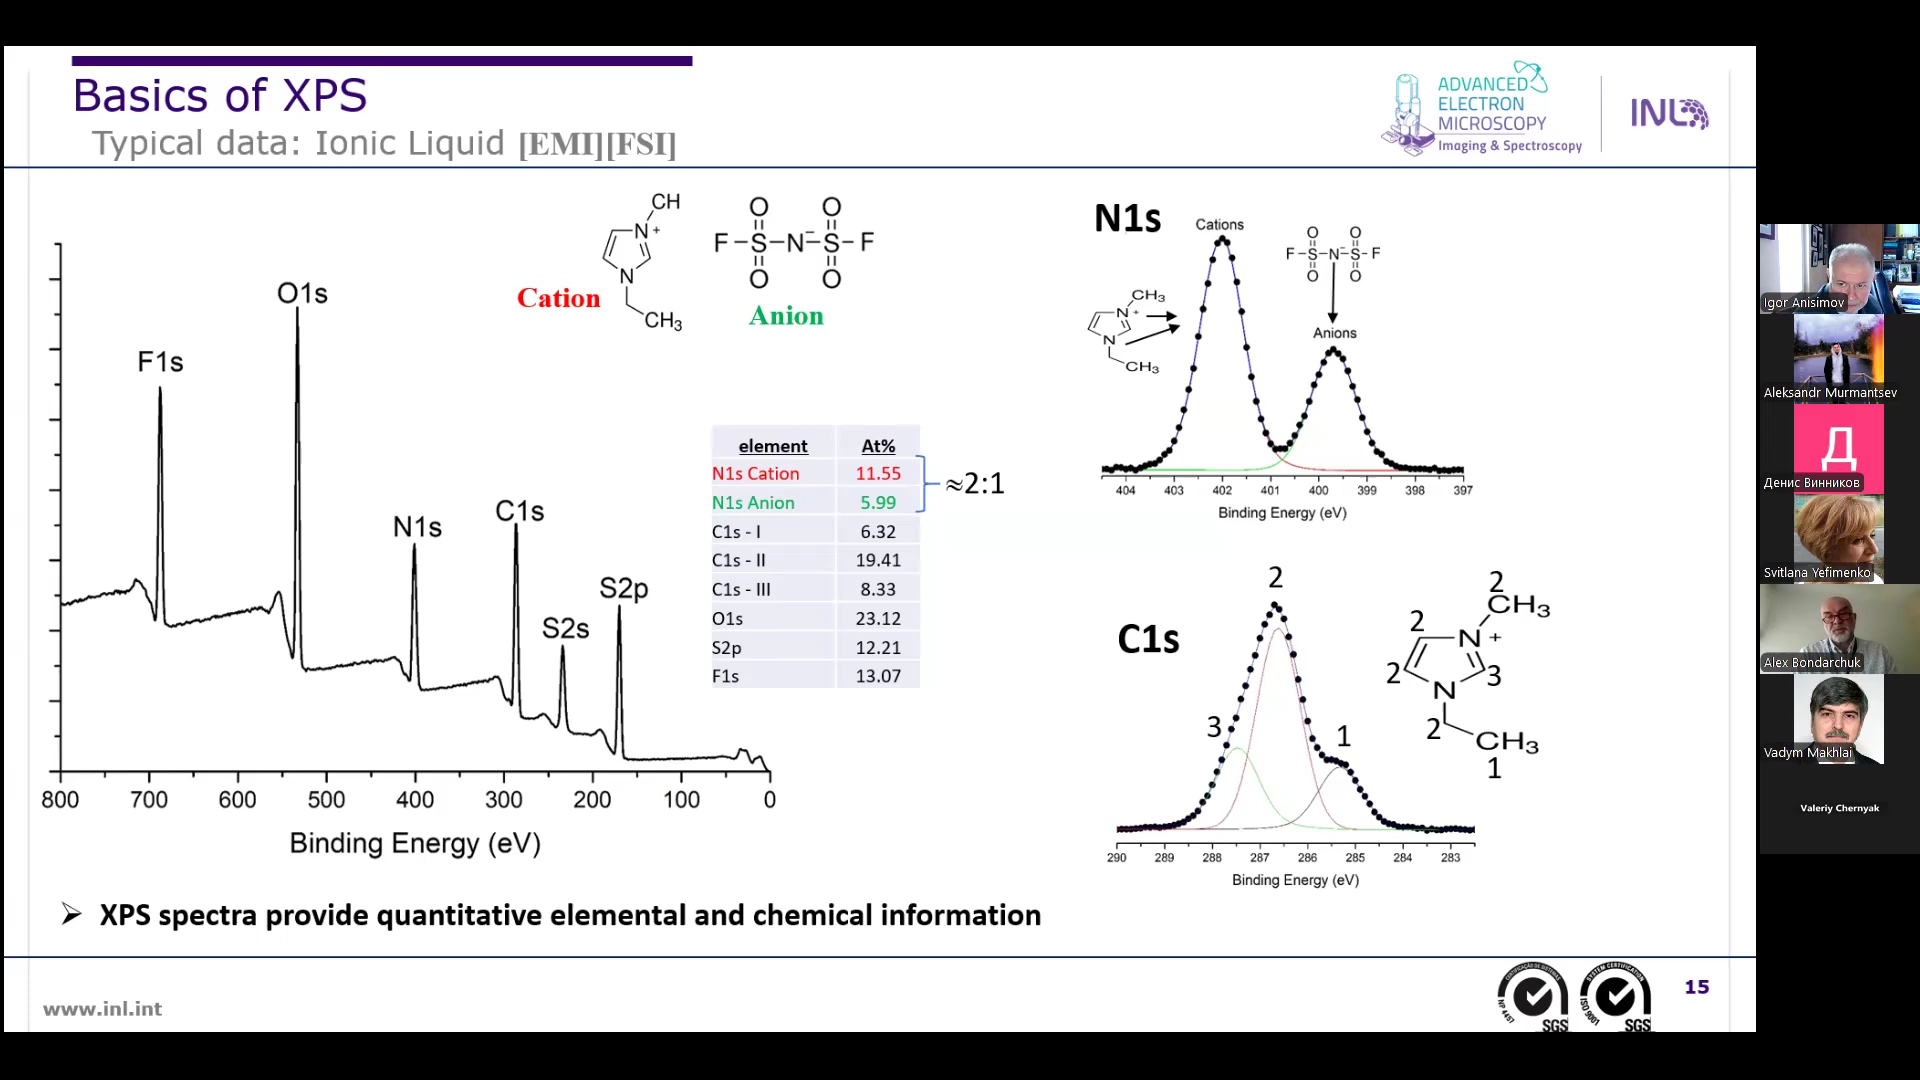 Basics of XPS
Typical data: Ionic Liquid [EMI][FSI]
ADVANCED
ELECTRON
MICROSCOPY
Imaging & Spectroscopy
INL
F1s
O1s
N1s
C1s
S2s
S2p
800 700 600 500 400 300 200 100 0
Binding Energy (eV)
CH
N+
N
CH3
Cation
O O
F-S-N-S-F
O O
Anion
element At%
N1s Cation 11.55
N1s Anion 5.99
C1s - I 6.32
C1s - II 19.41
C1s - III 8.33
O1s 23.12
S2p 12.21
F1s 13.07
≈2:1
N1s
Cations
O O
F-S-N-S-F
O O
Anions
CH3
N+
N
CH3
404 403 402 401 400 399 398 397
Binding Energy (eV)
C1s
2
3
1
2
CH3
2
N +
2
3
N
2
CH3
1
290 289 288 287 286 285 284 283
Binding Energy (eV)
➢ XPS spectra provide quantitative elemental and chemical information
www.inl.int
NP 4457
SGS
SYSTEM CERTIFICATION
ISO 9001
SGS
15
Igor Anisimov
Aleksandr Murmantsev
Д
Денис Винников
Svitlana Yefimenko
Alex Bondarchuk
Vadym Makhlai
Valeriy Chernyak